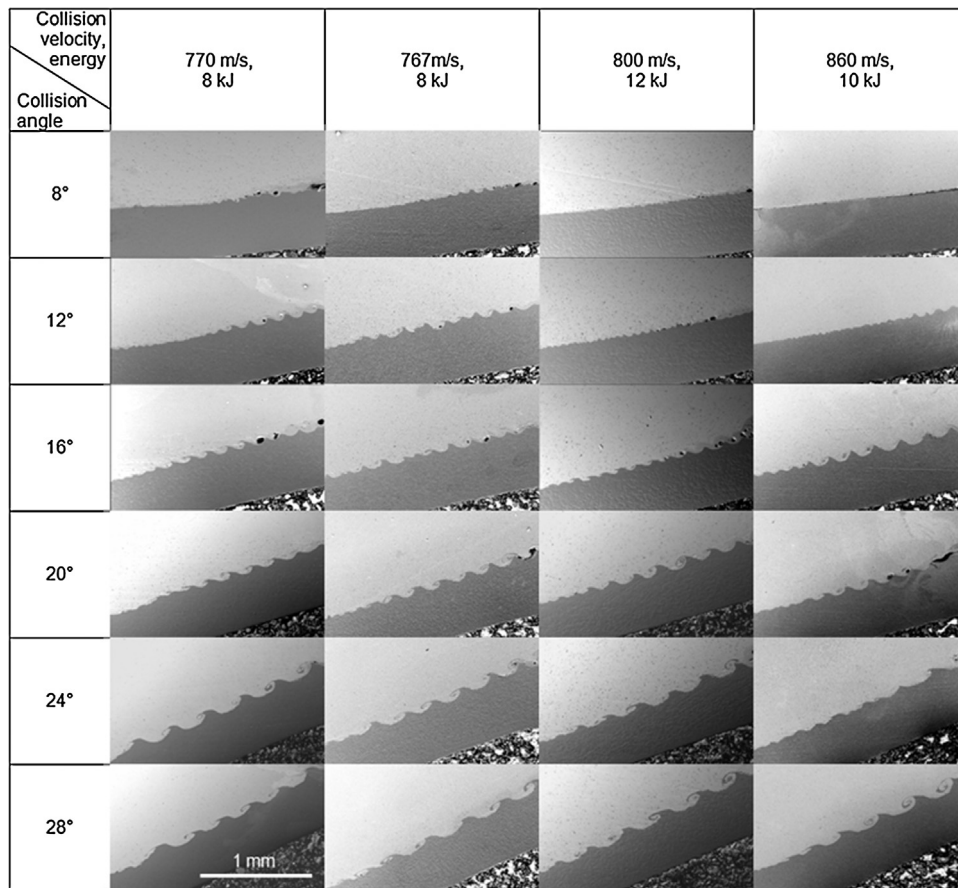 Collision
velocity,
energy
Collision
angle
770 m/s,
8 kJ
767m/s,
8 kJ
800 m/s,
12 kJ
860 m/s,
10 kJ
8°
12°
16°
20°
24°
28°
1 mm